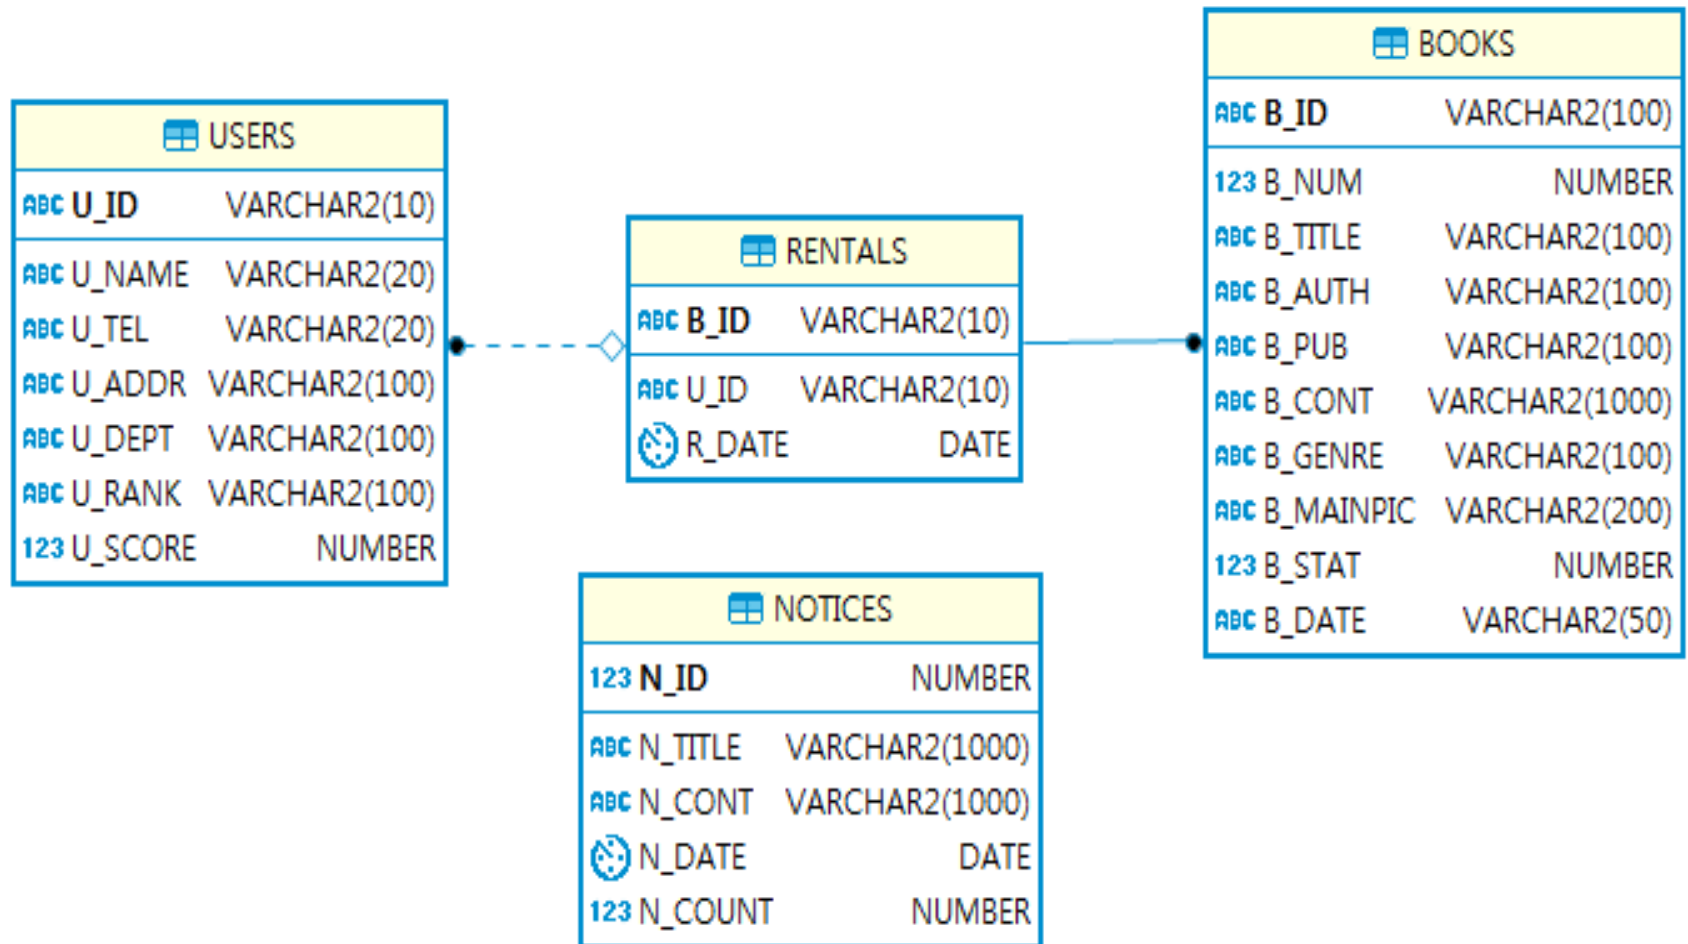 USERS
ABC U_ID VARCHAR2(10)
ABC U_NAME VARCHAR2(20)
ABC U_TEL VARCHAR2(20)
ABC U_ADDR VARCHAR2(100)
ABC U_DEPT VARCHAR2(100)
ABC U_RANK VARCHAR2(100)
123 U_SCORE NUMBER
RENTALS
ABC B_ID VARCHAR2(10)
ABC U_ID VARCHAR2(10)
R_DATE DATE
BOOKS
ABC B_ID VARCHAR2(100)
123 B_NUM NUMBER
ABC B_TITLE VARCHAR2(100)
ABC B_AUTH VARCHAR2(100)
ABC B_PUB VARCHAR2(100)
ABC B_CONT VARCHAR2(1000)
ABC B_GENRE VARCHAR2(100)
ABC B_MAINPIC VARCHAR2(200)
123 B_STAT NUMBER
ABC B_DATE VARCHAR2(50)
NOTICES
123 N_ID NUMBER
ABC N_TITLE VARCHAR2(1000)
ABC N_CONT VARCHAR2(1000)
N_DATE DATE
123 N_COUNT NUMBER